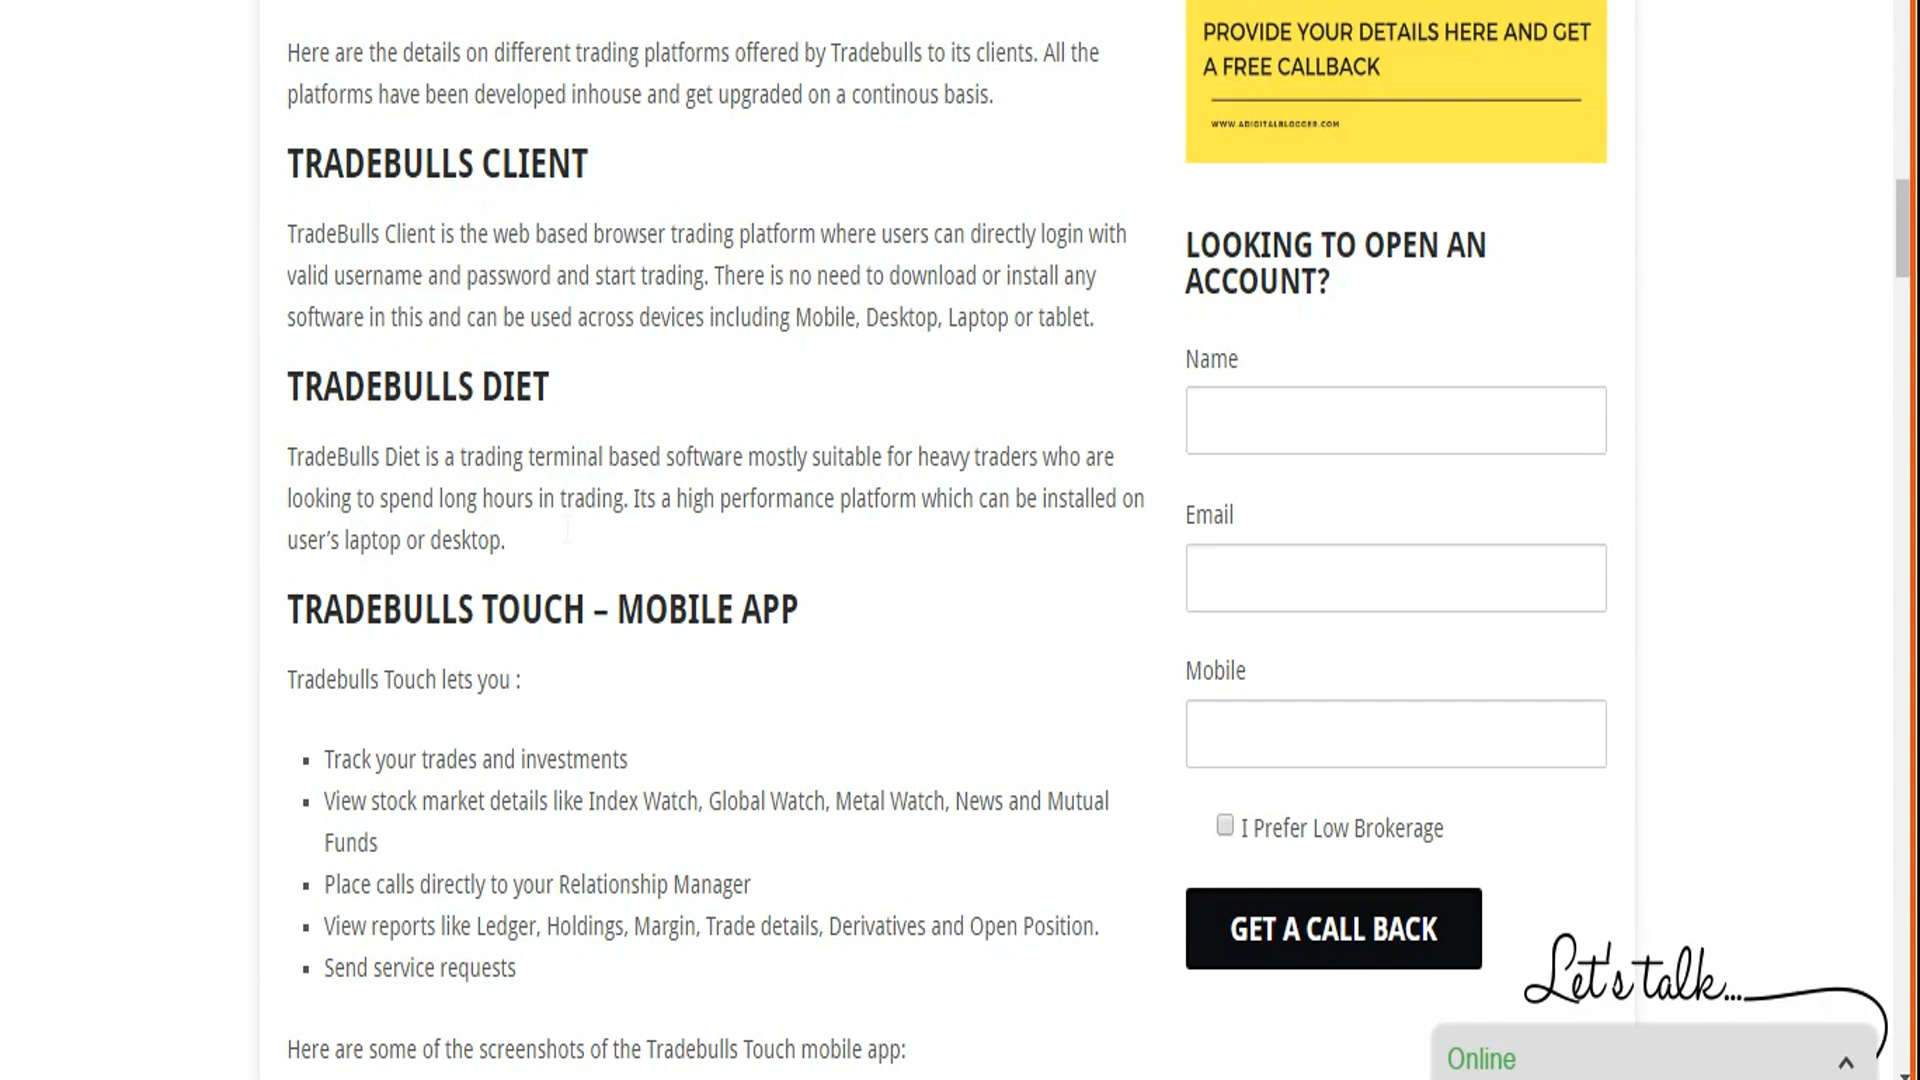 Here are the details on different trading platforms offered by Tradebulls to its clients. All the
platforms have been developed inhouse and get upgraded on a continous basis.
TRADEBULLS CLIENT
TradeBulls Client is the web based browser trading platform where users can directly login with
valid username and password and start trading. There is no need to download or install any
software in this and can be used across devices including Mobile, Desktop, Laptop or tablet.
TRADEBULLS DIET
TradeBulls Diet is a trading terminal based software mostly suitable for heavy traders who are
looking to spend long hours in trading. Its a high performance platform which can be installed on
user’s laptop or desktop.
TRADEBULLS TOUCH – MOBILE APP
Tradebulls Touch lets you :
Track your trades and investments
View stock market details like Index Watch, Global Watch, Metal Watch, News and Mutual
Funds
Place calls directly to your Relationship Manager
View reports like Ledger, Holdings, Margin, Trade details, Derivatives and Open Position.
Send service requests
Here are some of the screenshots of the Tradebulls Touch mobile app:
PROVIDE YOUR DETAILS HERE AND GET
A FREE CALLBACK
WWW.ADIGITALBLOGGER.COM
LOOKING TO OPEN AN
ACCOUNT?
Name
Email
Mobile
I Prefer Low Brokerage
GET A CALL BACK
Let's talk...
Online